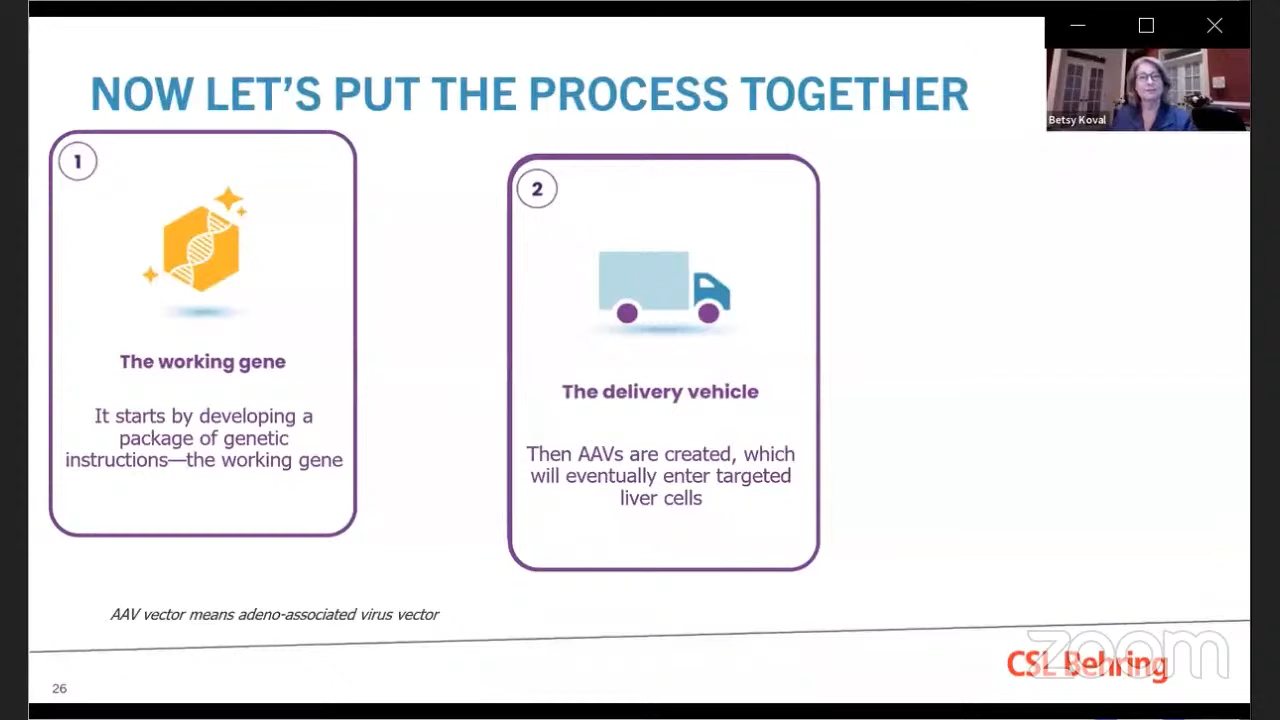 NOW LET'S PUT THE PROCESS TOGETHER
Betsy Koval
1
The working gene
It starts by developing a
package of genetic
instructions—the working gene
2
The delivery vehicle
Then AAVs are created, which
will eventually enter targeted
liver cells
AAV vector means adeno-associated virus vector
CSL Behring
zoom
26